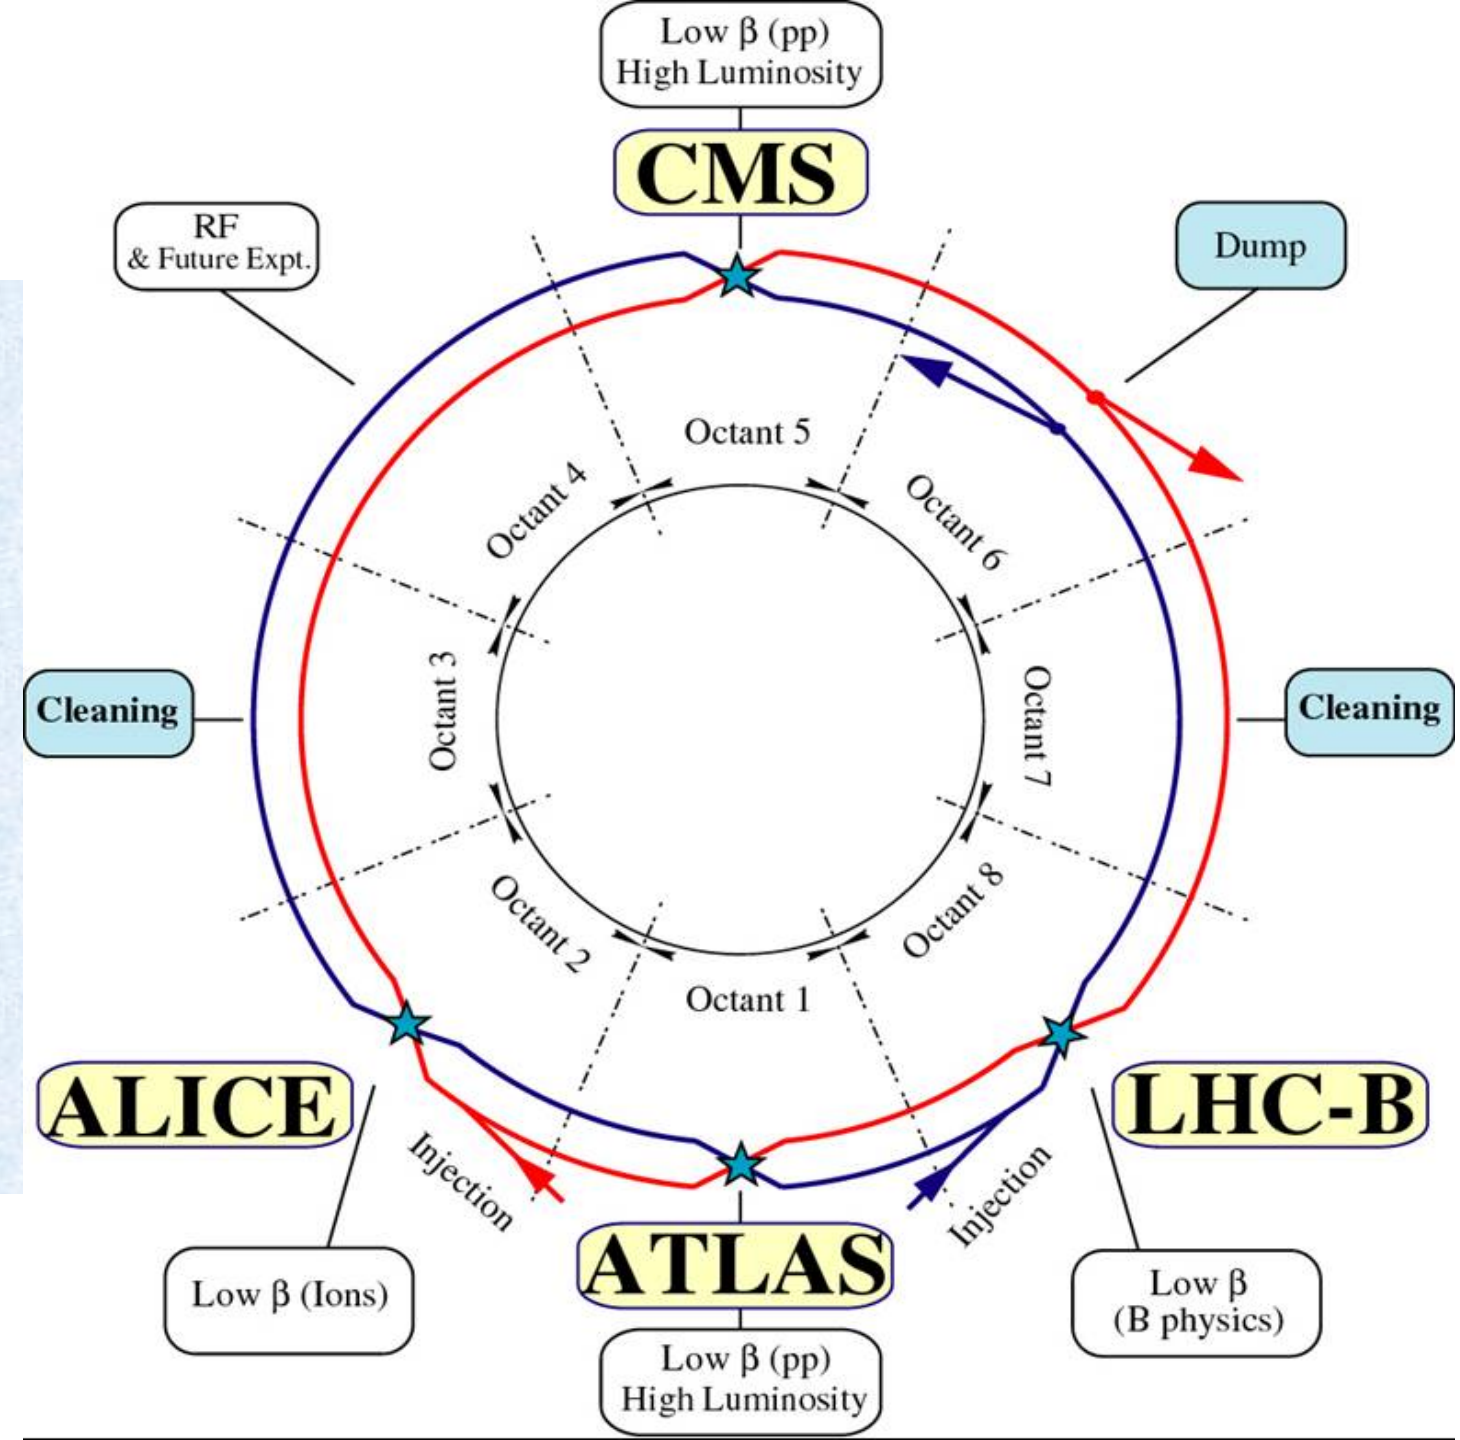 Low β (pp)
High Luminosity
CMS
RF
& Future Expt.
Dump
Octant 5
Octant 4
Octant 6
Cleaning
Octant 3
Octant 7
Cleaning
Octant 2
Octant 8
Octant 1
ALICE
LHC-B
Injection
Injection
ATLAS
Low β (Ions)
Low β
(B physics)
Low β (pp)
High Luminosity